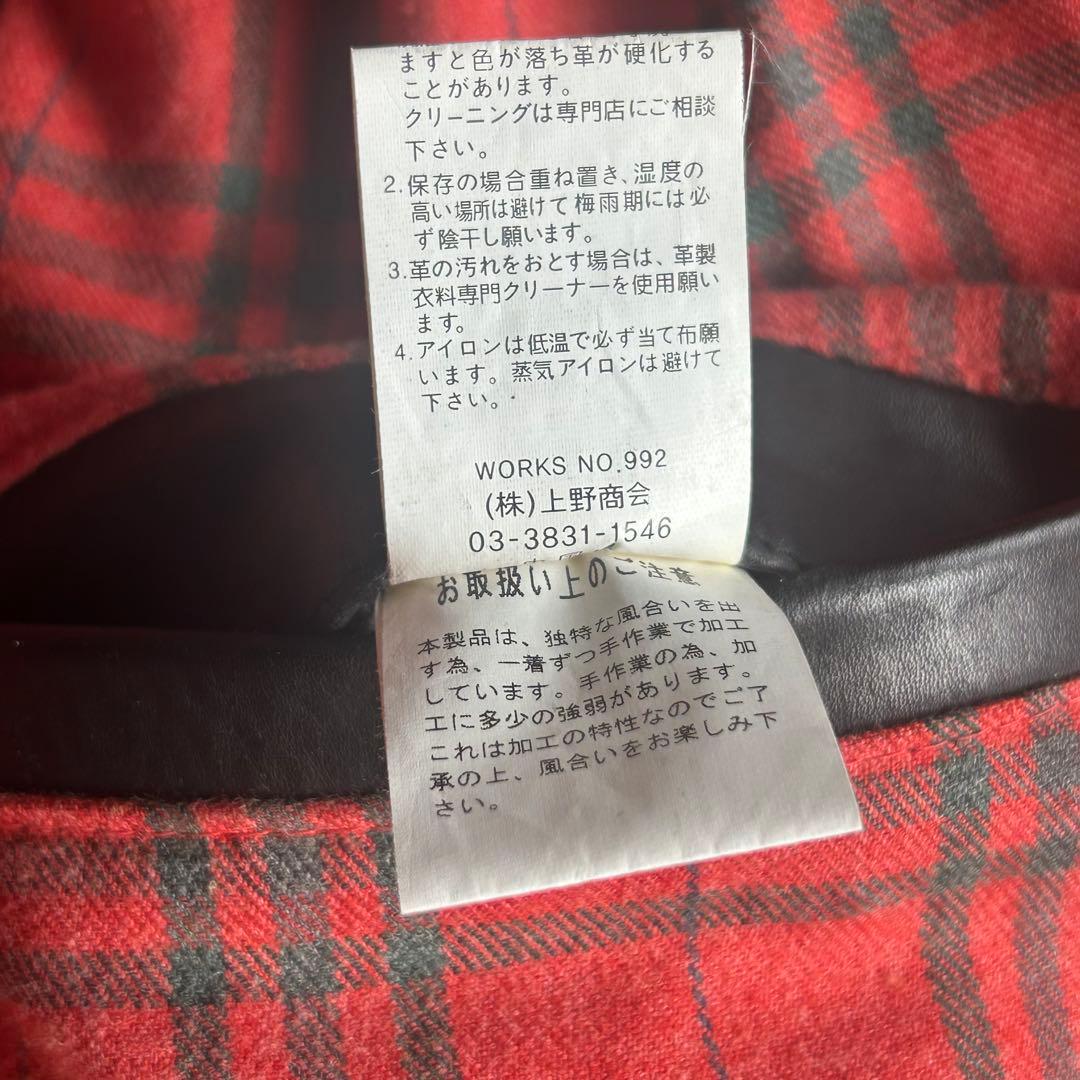 ますと色が落ち革が硬化する
ことがあります。
クリーニングは専門店にご相談
下さい。
2.保存の場合重ね置き、湿度の
高い場所は避けて梅雨期には必
ず陰干し願います。
3.革の汚れをおとす場合は、革製
衣料専門クリーナーを使用願い
ます。
4.アイロンは低温で必ず当て布願
います。蒸気アイロンは避けて
下さい。
WORKS NO.992
(株)上野商会
03-3831-1546
お取扱い上のご注意
本製品は、独特な風合いを出
す為、一着ずつ手作業で加工
しています。手作業の為、加
工に多少の強弱があります。
これは加工の特性なのでご了
承の上、風合いをお楽しみ下
さい。